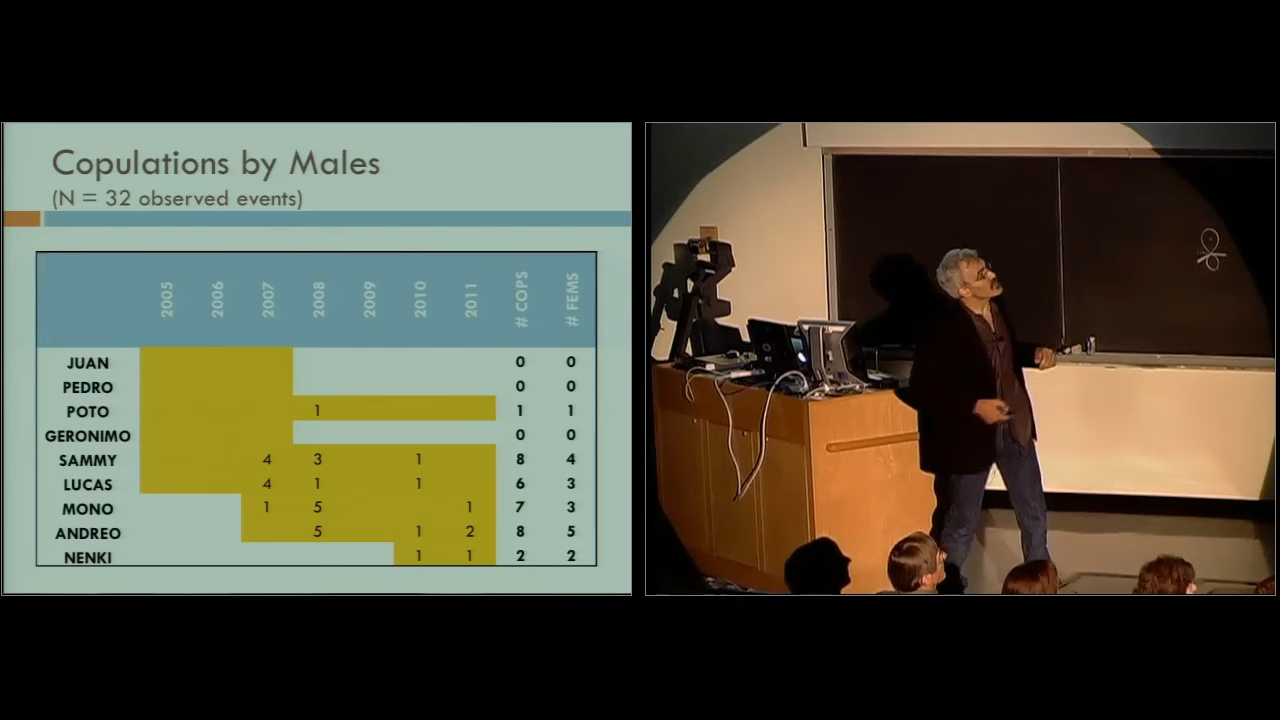 Copulations by Males
(N = 32 observed events)
2005 2006 2007 2008 2009 2010 2011 # COPS # FEMS
JUAN 0 0
PEDRO 0 0
POTO 1 1 1
GERONIMO 0 0
SAMMY 4 3 1 8 4
LUCAS 4 1 1 6 3
MONO 1 5 1 7 3
ANDREO 5 1 2 8 5
NENKI 1 1 2 2